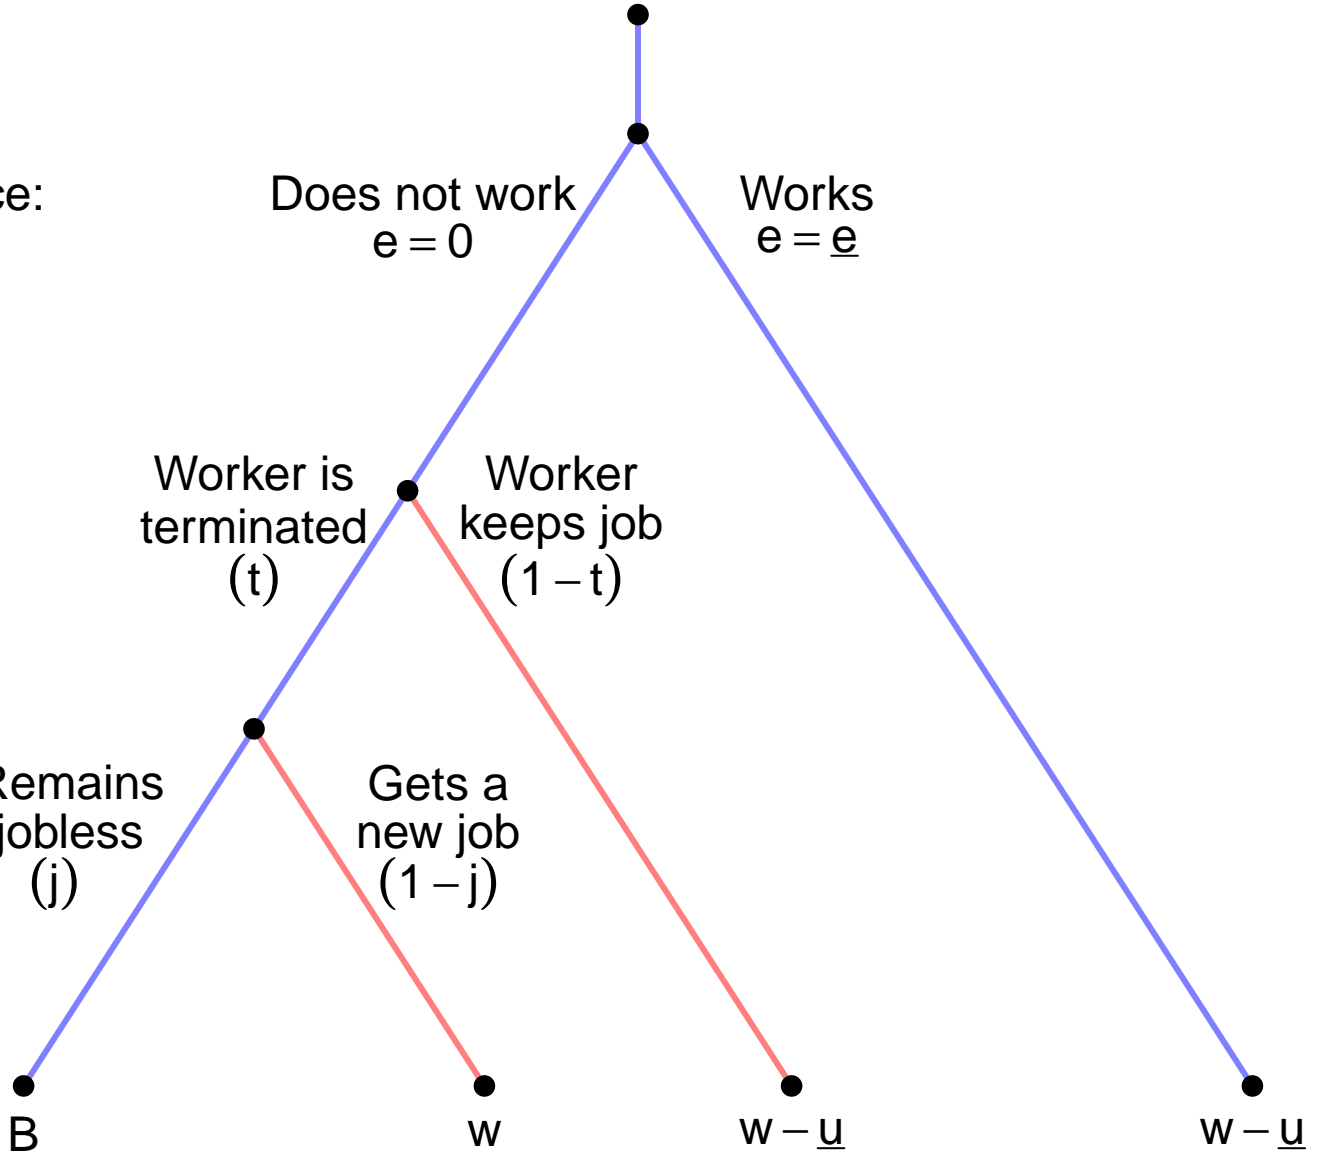 ce:
Does not work
e = 0
Works
e = e
Worker is
terminated
(t)
Worker
keeps job
(1 – t)
Remains
jobless
(j)
Gets a
new job
(1 – j)
B
w
w – u
w – u